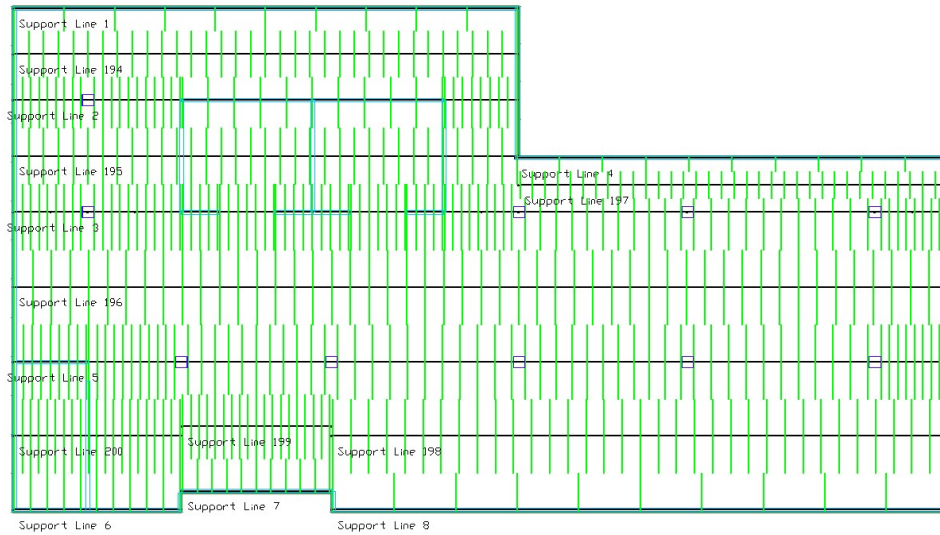 Support Line 1
Support Line 194
Support Line 2
Support Line 195
Support Line 4
Support Line 197
Support Line 3
Support Line 196
Support Line 5
Support Line 199
Support Line 200
Support Line 198
Support Line 7
Support Line 6
Support Line 8